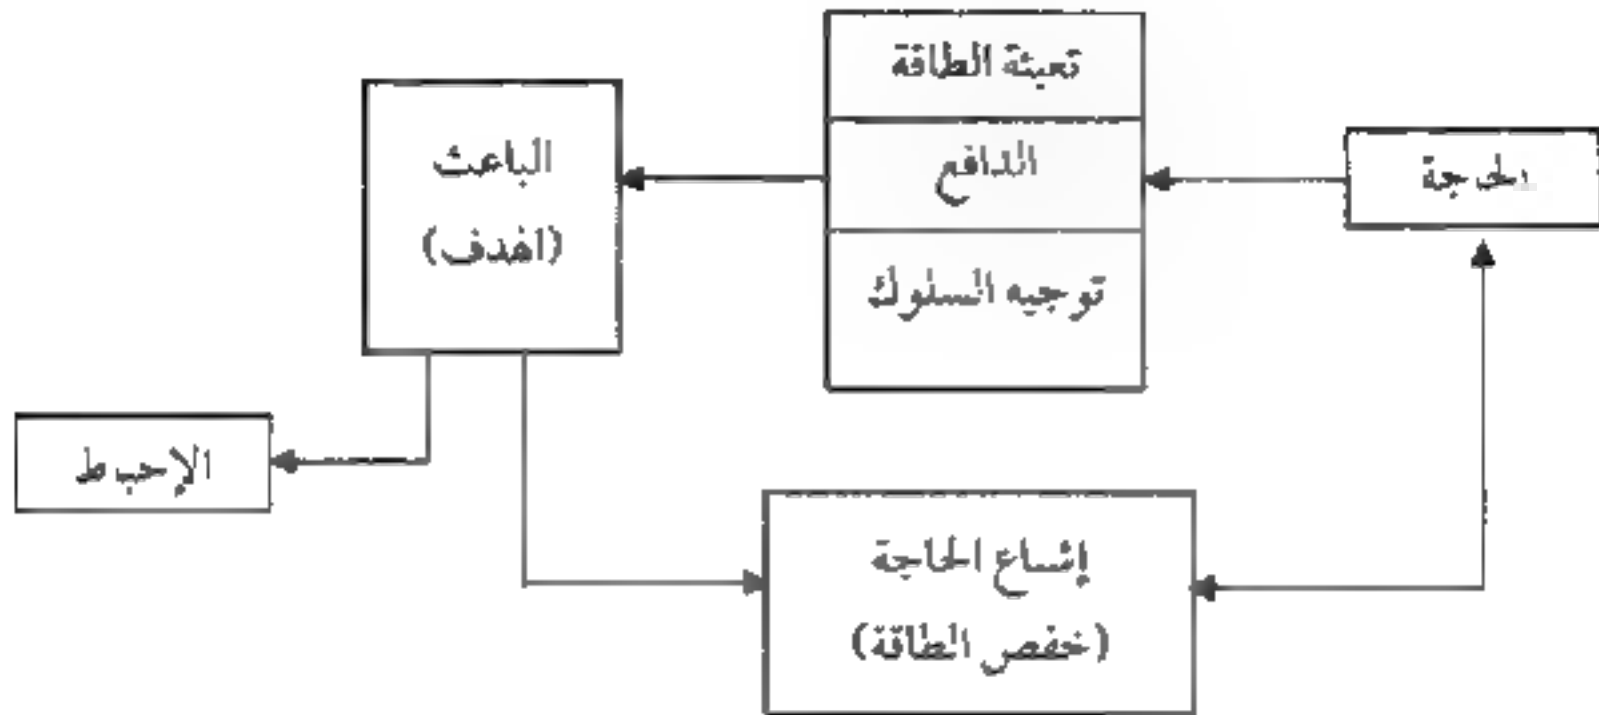 الحاجة
تعبئة الطاقة
الدافع
توجيه السلوك
الباعث
(الهدف)
الإحباط
إشباع الحاجة
(خفض الطاقة)